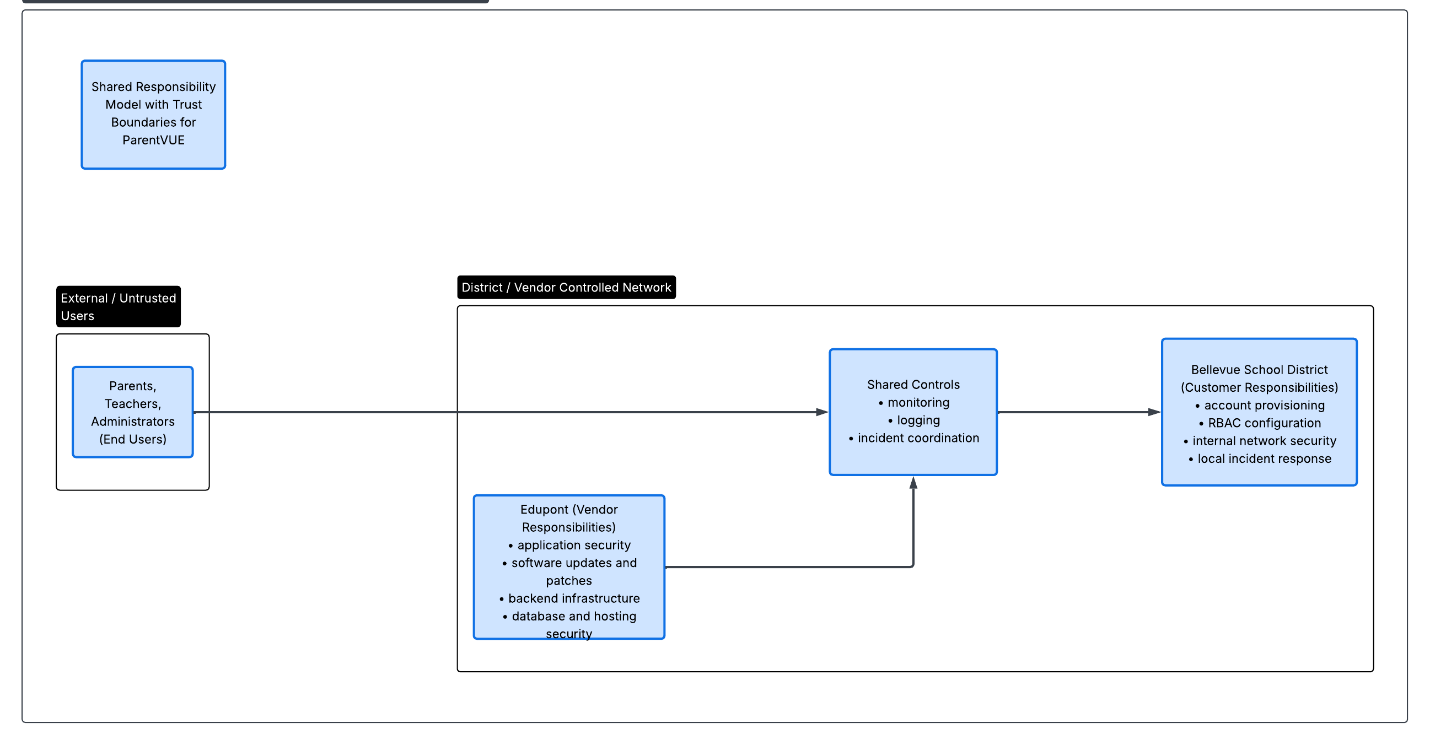 Shared Responsibility
Model with Trust
Boundaries for
ParentVUE
External / Untrusted
Users
Parents,
Teachers,
Administrators
(End Users)
District / Vendor Controlled Network
Shared Controls
• monitoring
• logging
• incident coordination
Bellevue School District
(Customer Responsibilities)
• account provisioning
• RBAC configuration
• internal network security
• local incident response
Edupont (Vendor
Responsibilities)
• application security
• software updates and
patches
• backend infrastructure
• database and hosting
security